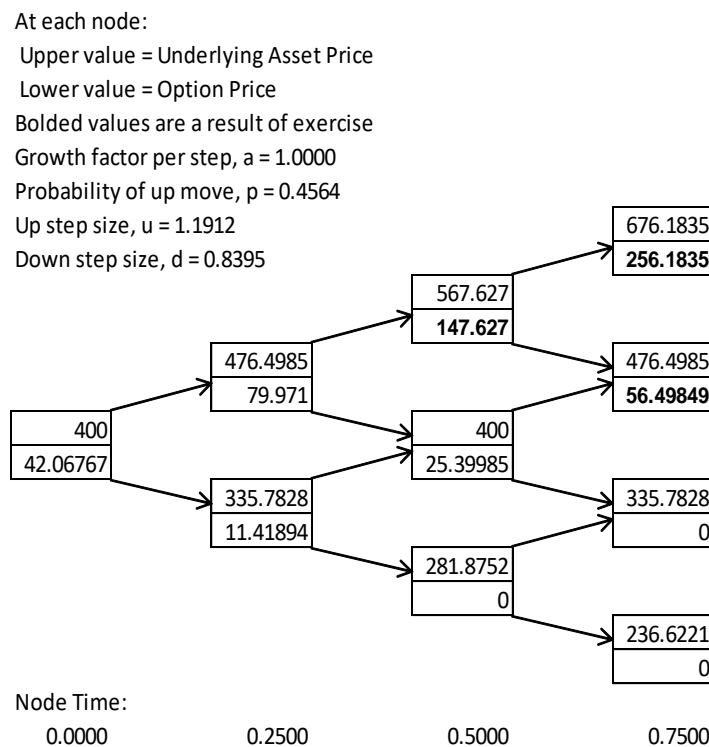 At each node:
Upper value = Underlying Asset Price
Lower value = Option Price
Bolded values are a result of exercise
Growth factor per step, a = 1.0000
Probability of up move, p = 0.4564
Up step size, u = 1.1912
Down step size, d = 0.8395
676.1835
256.1835
567.627
147.627
476.4985
79.971
476.4985
56.49849
400
42.06767
400
25.39985
335.7828
11.41894
335.7828
0
281.8752
0
236.6221
0
Node Time:
0.0000 0.2500 0.5000 0.7500